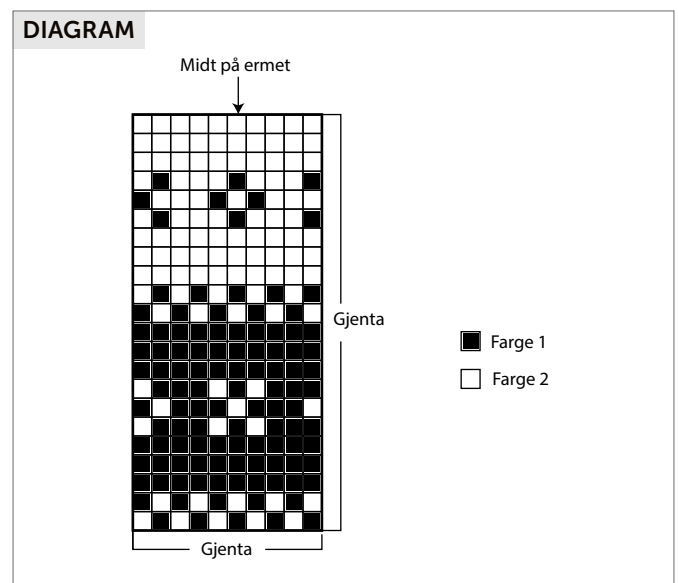 DIAGRAM
Midt på ermet
Gjenta
Farge 1
Farge 2
Gjenta